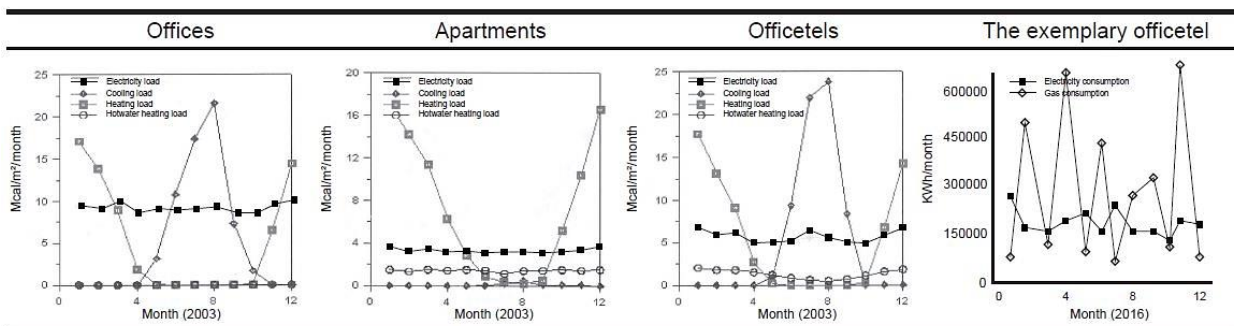 Offices
Apartments
Officetels
The exemplary officetel
25
20
15
10
5
0
Mcal/m²/month
Electricity load
Cooling load
Heating load
Hotwater heating load
0
4
8
12
Month (2003)
20
16
12
8
4
0
Mcal/m²/month
Electricity load
Cooling load
Heating load
Hotwater heating load
0
4
8
12
Month (2003)
25
20
15
10
5
0
Mcal/m²/month
Electricity load
Cooling load
Heating load
Hotwater heating load
0
4
8
12
Month (2003)
600000
450000
300000
150000
0
KWh/month
Electricity consumption
Gas consumption
0
4
8
12
Month (2016)